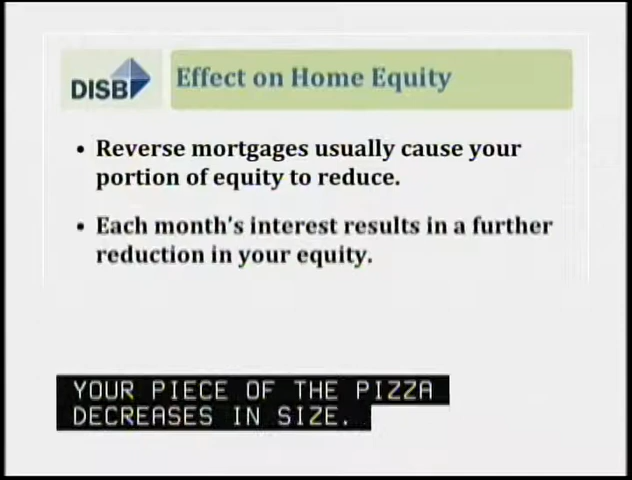 DISB
Effect on Home Equity
• Reverse mortgages usually cause your
portion of equity to reduce.
• Each month's interest results in a further
reduction in your equity.
YOUR PIECE OF THE PIZZA
DECREASES IN SIZE.